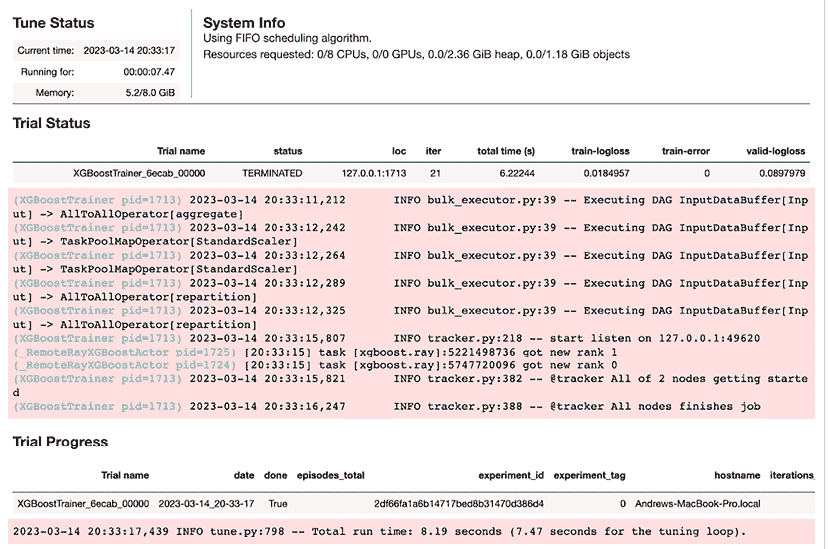 Tune Status
Current time: 2023-03-14 20:33:17
Running for: 00:00:07.47
Memory: 5.2/8.0 GiB
System Info
Using FIFO scheduling algorithm.
Resources requested: 0/8 CPUs, 0/0 GPUs, 0.0/2.36 GiB heap, 0.0/1.18 GiB objects
Trial Status
Trial name status loc iter total time (s) train-logloss train-error valid-logloss
XGBoostTrainer_6ecab_00000 TERMINATED 127.0.0.1:1713 21 6.22244 0.0184957 0 0.0897979
(XGBoostTrainer pid=1713) 2023-03-14 20:33:11,212 INFO bulk_executor.py:39 -- Executing DAG InputDataBuffer[Inp
ut] -> AllToAllOperator[aggregate]
(XGBoostTrainer pid=1713) 2023-03-14 20:33:12,242 INFO bulk_executor.py:39 -- Executing DAG InputDataBuffer[Inp
ut] -> TaskPoolMapOperator[StandardScaler]
(XGBoostTrainer pid=1713) 2023-03-14 20:33:12,264 INFO bulk_executor.py:39 -- Executing DAG InputDataBuffer[Inp
ut] -> TaskPoolMapOperator[StandardScaler]
(XGBoostTrainer pid=1713) 2023-03-14 20:33:12,289 INFO bulk_executor.py:39 -- Executing DAG InputDataBuffer[Inp
ut] -> AllToAllOperator[repartition]
(XGBoostTrainer pid=1713) 2023-03-14 20:33:12,325 INFO bulk_executor.py:39 -- Executing DAG InputDataBuffer[Inp
ut] -> AllToAllOperator[repartition]
(XGBoostTrainer pid=1713) 2023-03-14 20:33:15,807 INFO tracker.py:218 -- start listen on 127.0.0.1:49620
(_RemoteRayXGBoostActor pid=1725) [20:33:15] task [xgboost.ray]:5221498736 got new rank 1
(_RemoteRayXGBoostActor pid=1724) [20:33:15] task [xgboost.ray]:5747720096 got new rank 0
(XGBoostTrainer pid=1713) 2023-03-14 20:33:15,821 INFO tracker.py:382 -- @tracker All of 2 nodes getting starte
d
(XGBoostTrainer pid=1713) 2023-03-14 20:33:16,247 INFO tracker.py:388 -- @tracker All nodes finishes job
Trial Progress
Trial name date done episodes_total experiment_id experiment_tag hostname iterations_
XGBoostTrainer_6ecab_00000 2023-03-14_20-33-17 True 2df66fa1a6b14717bed8b31470d386d4 0 Andrews-MacBook-Pro.local
2023-03-14 20:33:17,439 INFO tune.py:798 -- Total run time: 8.19 seconds (7.47 seconds for the tuning loop).